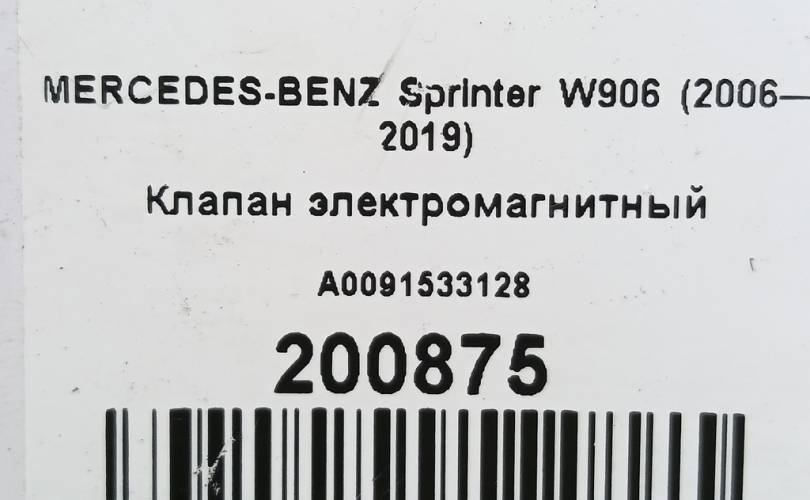 MERCEDES-BENZ Sprinter W906 (2006—
2019)
Клапан электромагнитный
A0091533128
200875